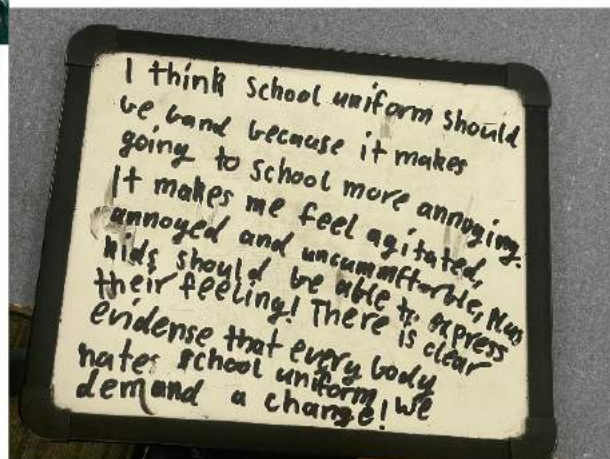 I think School uniform should
be band because it makes
going to School more annoying.
It makes me feel agitated,
annoyed and uncummftorble, Plus
kids should be able to express
their feeling! There is clear
evidense that every body
hates school uniform, we
demand a change!